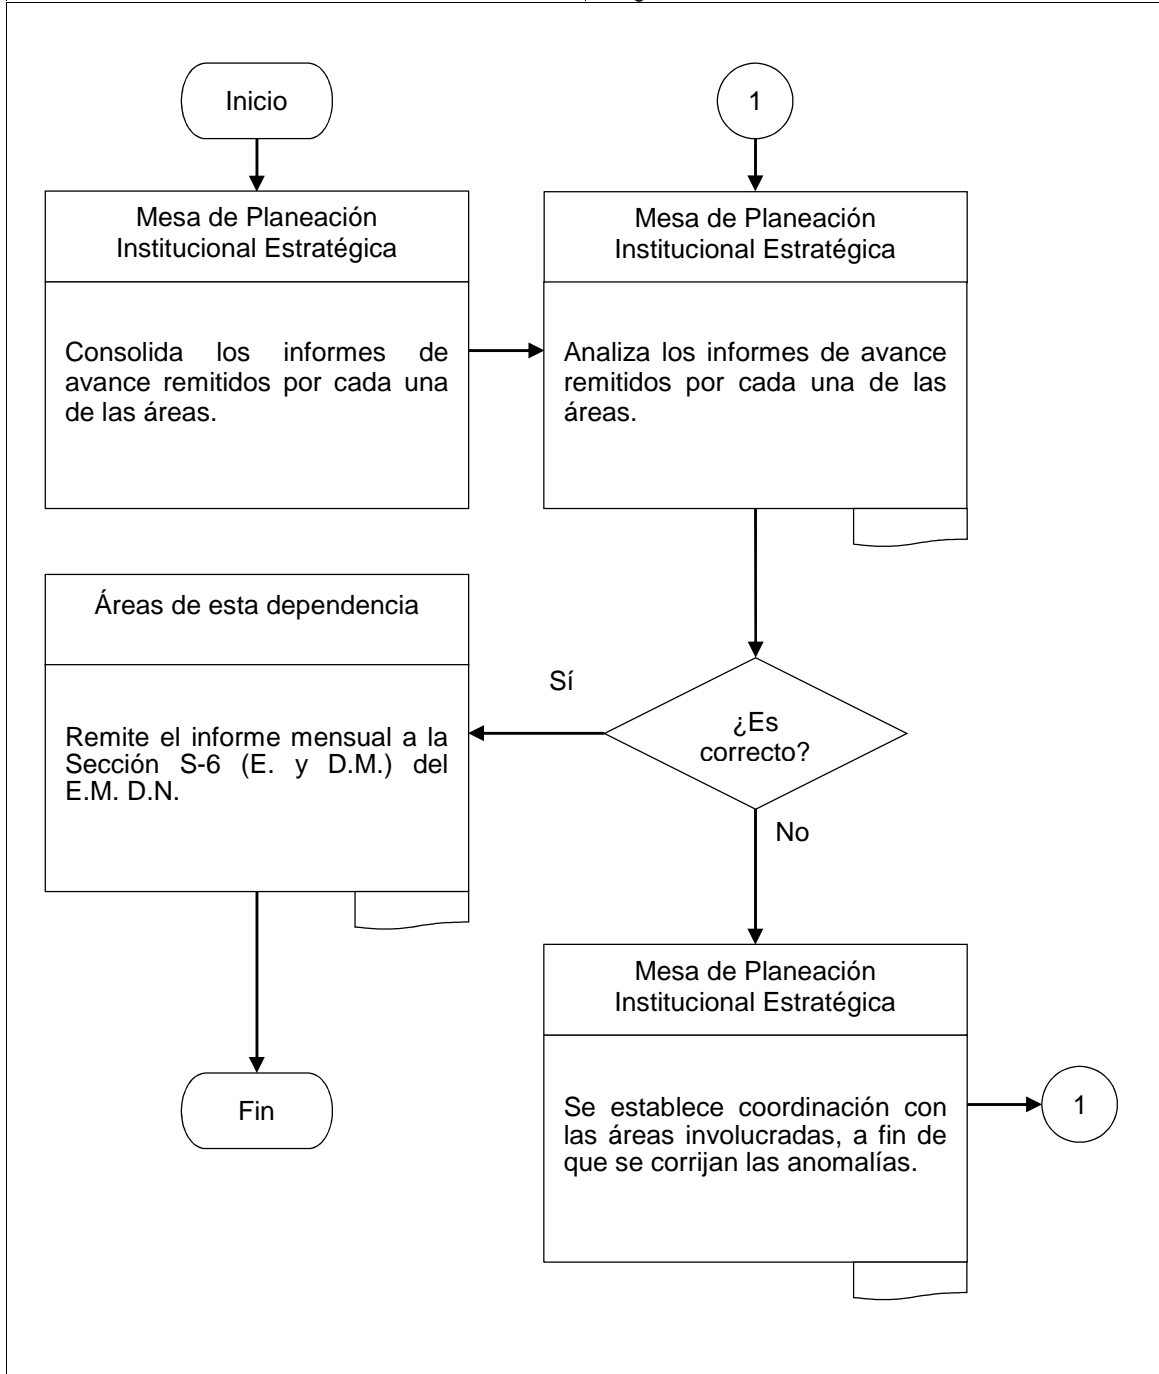 Inicio
Mesa de Planeación
Institucional Estratégica
Consolida los informes de
avance remitidos por cada una
de las áreas.
1
Mesa de Planeación
Institucional Estratégica
Analiza los informes de avance
remitidos por cada una de las
áreas.
¿Es
correcto?
Sí
No
Áreas de esta dependencia
Remite el informe mensual a la
Sección S-6 (E. y D.M.) del
E.M. D.N.
Fin
Mesa de Planeación
Institucional Estratégica
Se establece coordinación con
las áreas involucradas, a fin de
que se corrijan las anomalías.
1